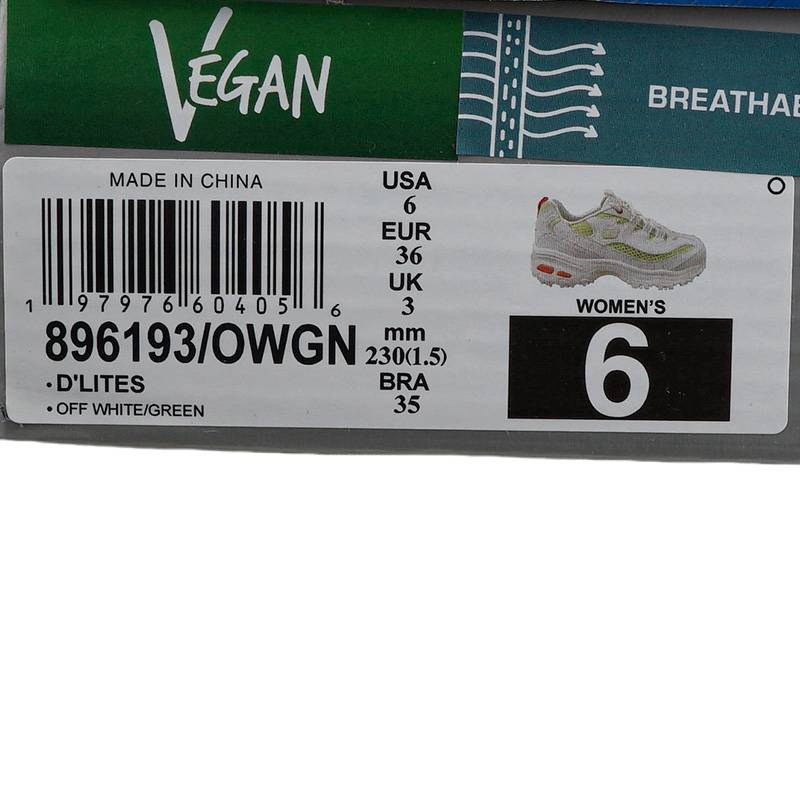 VEGAN
BREATHAB
MADE IN CHINA
1 97976 60405 6
896193/OWGN
• D'LITES
• OFF WHITE/GREEN
USA
6
EUR
36
UK
3
mm
230(1.5)
BRA
35
WOMEN'S
6